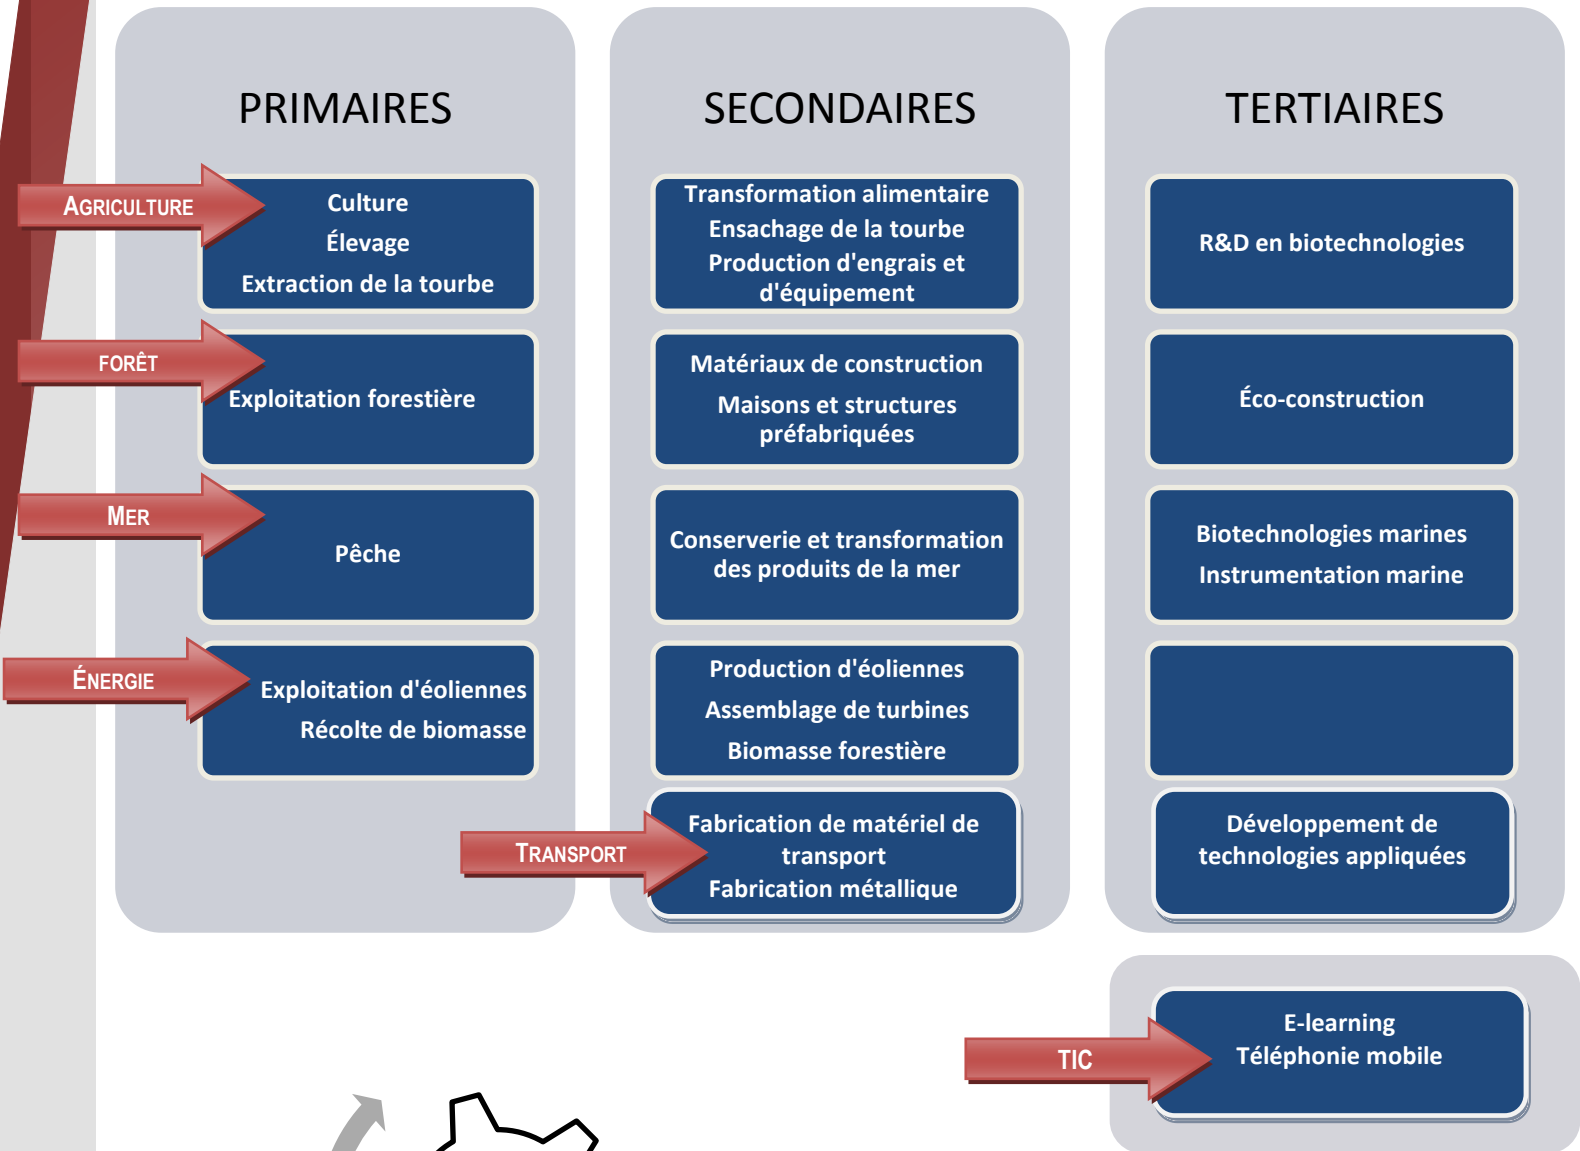 PRIMAIRES
SECONDAIRES
TERTIAIRES
AGRICULTURE
Culture
Élevage
Extraction de la tourbe
Transformation alimentaire
Ensachage de la tourbe
Production d'engrais et
d'équipement
R&D en biotechnologies
FORÊT
Exploitation forestière
Matériaux de construction
Maisons et structures
préfabriquées
Éco-construction
MER
Pêche
Conserverie et transformation
des produits de la mer
Biotechnologies marines
Instrumentation marine
ÉNERGIE
Exploitation d'éoliennes
Récolte de biomasse
Production d'éoliennes
Assemblage de turbines
Biomasse forestière
TRANSPORT
Fabrication de matériel de
transport
Fabrication métallique
Développement de
technologies appliquées
TIC
E-learning
Téléphonie mobile